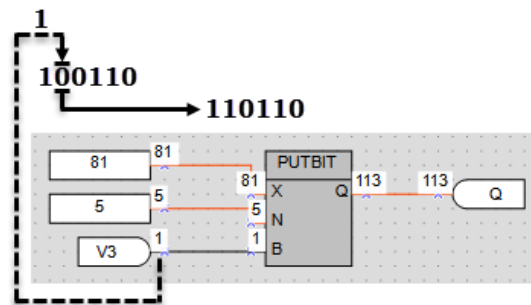 1
100110
110110
81 81 PUTBIT
81 X Q 113 113 Q
5 5 5 N
V3 1 1 B